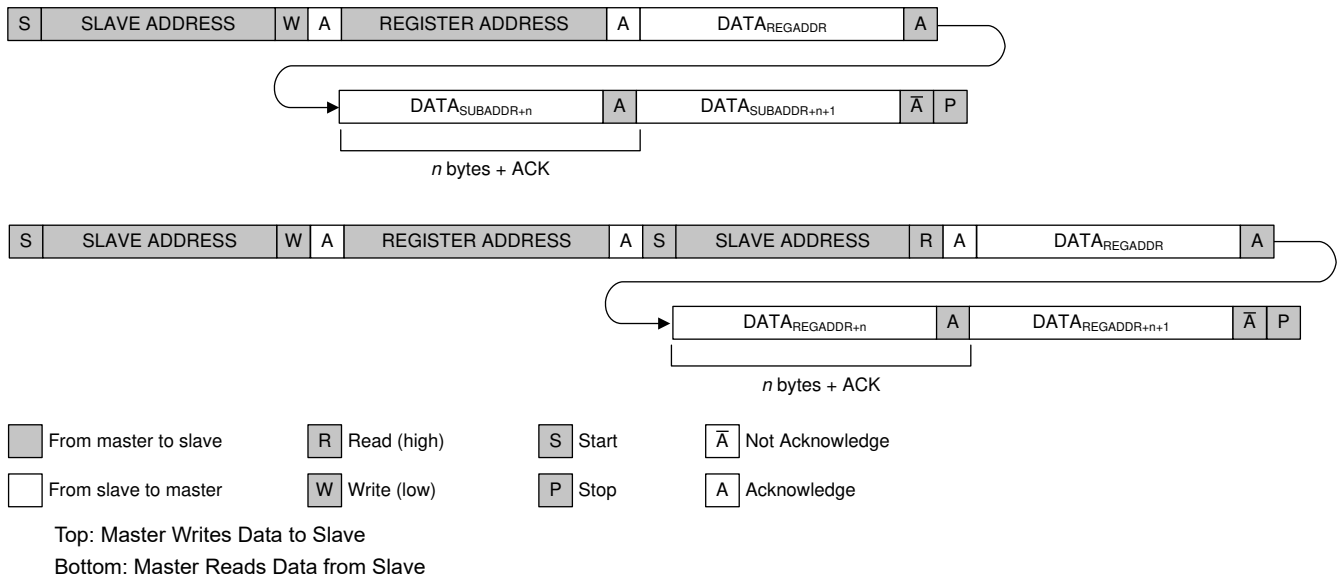 S SLAVE ADDRESS W A REGISTER ADDRESS A DATAREGADDR A
DATASUBADDR+n A DATASUBADDR+n+1 A̅ P
n bytes + ACK
S SLAVE ADDRESS W A REGISTER ADDRESS A S SLAVE ADDRESS R A DATAREGADDR A
DATAREGADDR+n A DATAREGADDR+n+1 A̅ P
n bytes + ACK
From master to slave R Read (high) S Start A̅ Not Acknowledge
From slave to master W Write (low) P Stop A Acknowledge
Top: Master Writes Data to Slave
Bottom: Master Reads Data from Slave